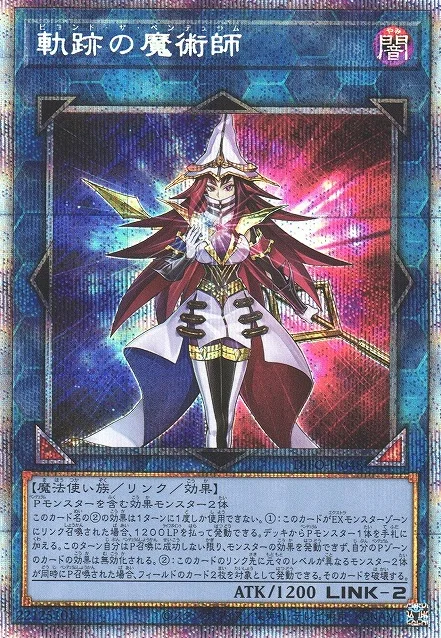 軌跡の魔術師
闇
【魔法使い族／リンク／効果】
Pモンスターを含む効果モンスター2体
このカード名の②の効果は1ターンに1度しか使用できない。①：このカードがEXモンスターゾーン
にリンク召喚された場合、1200LPを払って発動できる。デッキからPモンスター1体を手札に
加える。このターン自分はP召喚に成功しない限り、モンスターの効果を発動できず、自分のPゾーン
のカードの効果は無効化される。②：このカードのリンク先に元々のレベルが異なるモンスター2体
が同時にP召喚された場合、フィールドのカード2枚を対象として発動できる。そのカードを破壊する。
ATK/1200 LINK-2